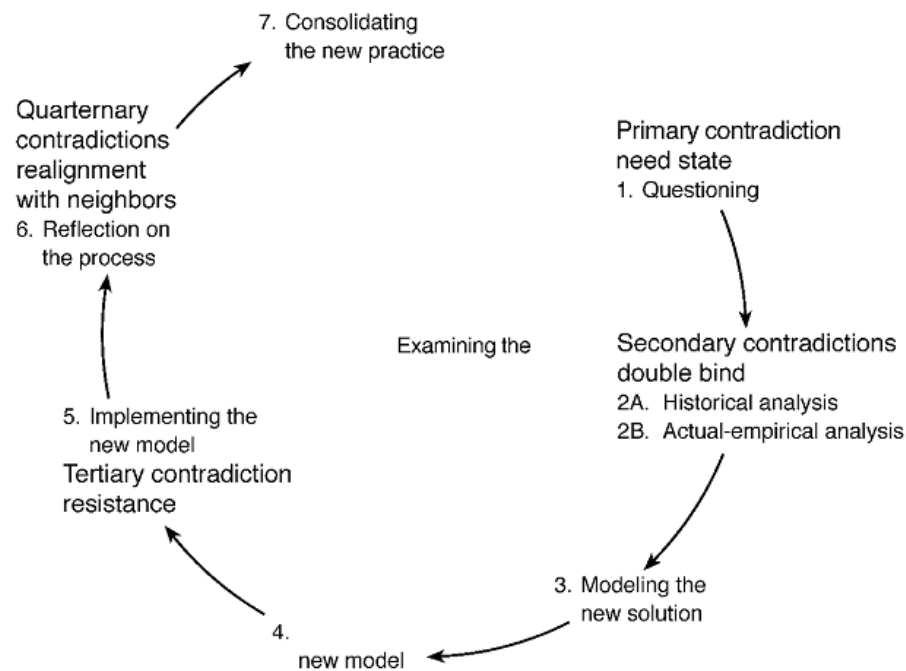 7. Consolidating
the new practice
Quarternary
contradictions
realignment
with neighbors
6. Reflection on
the process
Primary contradiction
need state
1. Questioning
Examining the
Secondary contradictions
double bind
2A. Historical analysis
2B. Actual-empirical analysis
5. Implementing the
new model
Tertiary contradiction
resistance
3. Modeling the
new solution
4.
new model